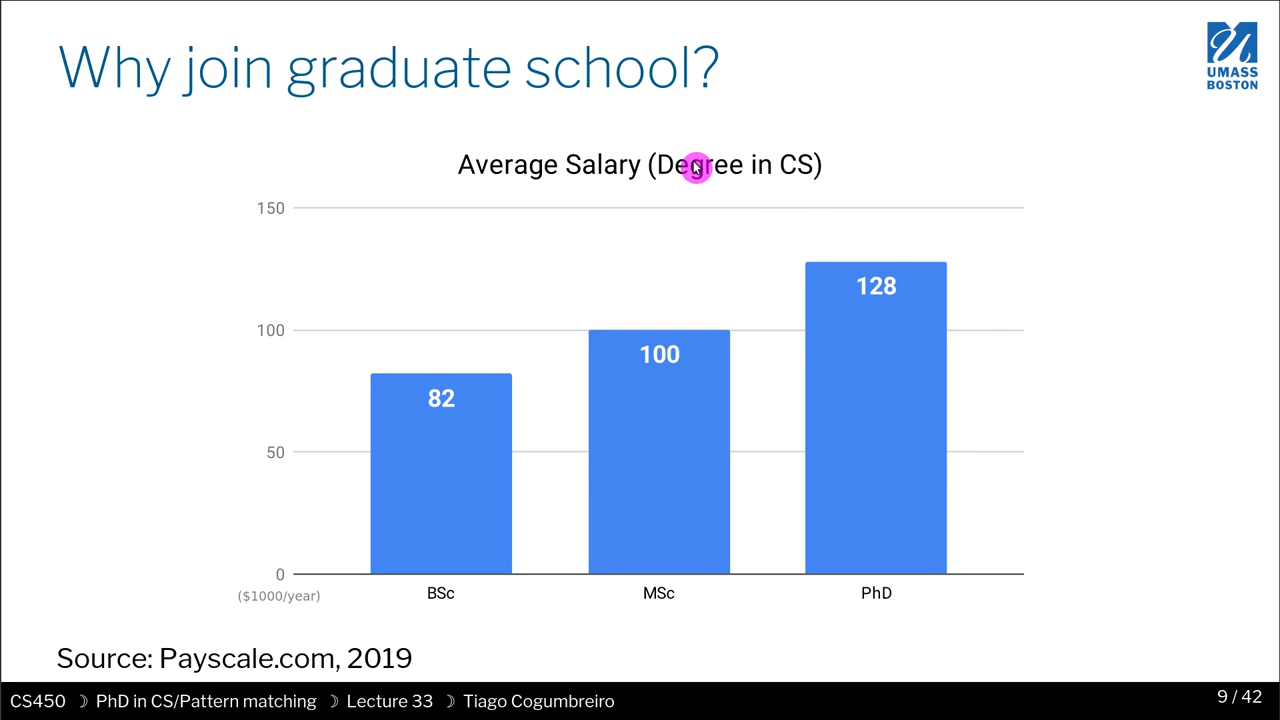 Why join graduate school?
UMASS
BOSTON
Average Salary (Degree in CS)
150
100
50
0
82
100
128
($1000/year)
BSc
MSc
PhD
Source: Payscale.com, 2019
CS450 ☽ PhD in CS/Pattern matching ☽ Lecture 33 ☽ Tiago Cogumbreiro
9 / 42